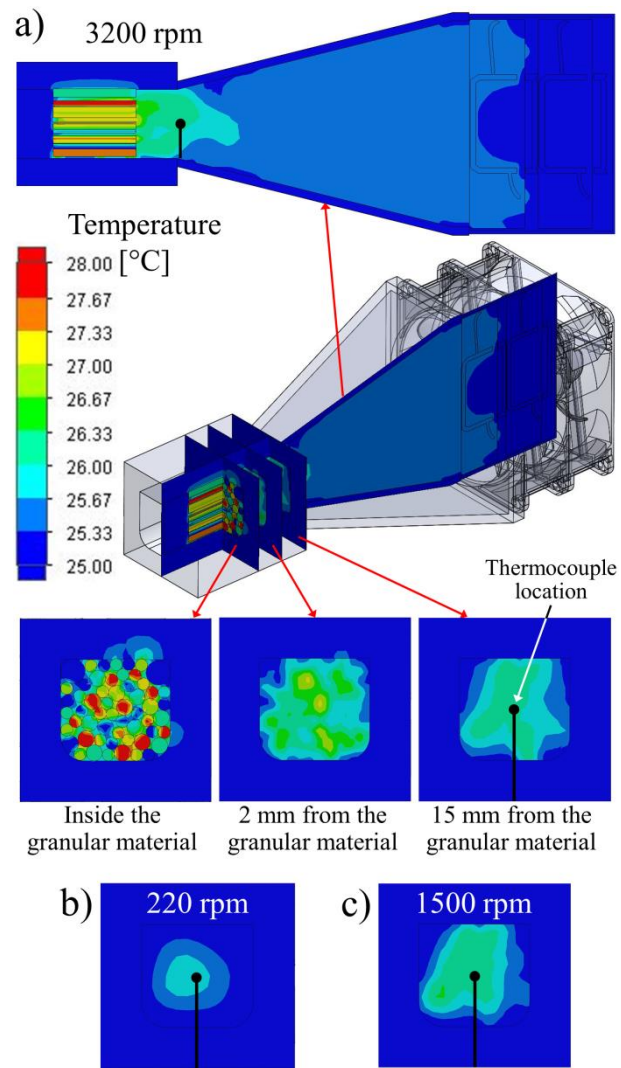 a)
3200 rpm
Temperature
[°C]
28.00
27.67
27.33
27.00
26.67
26.33
26.00
25.67
25.33
25.00
Thermocouple
location
Inside the
granular material
2 mm from the
granular material
15 mm from the
granular material
b)
220 rpm
c)
1500 rpm